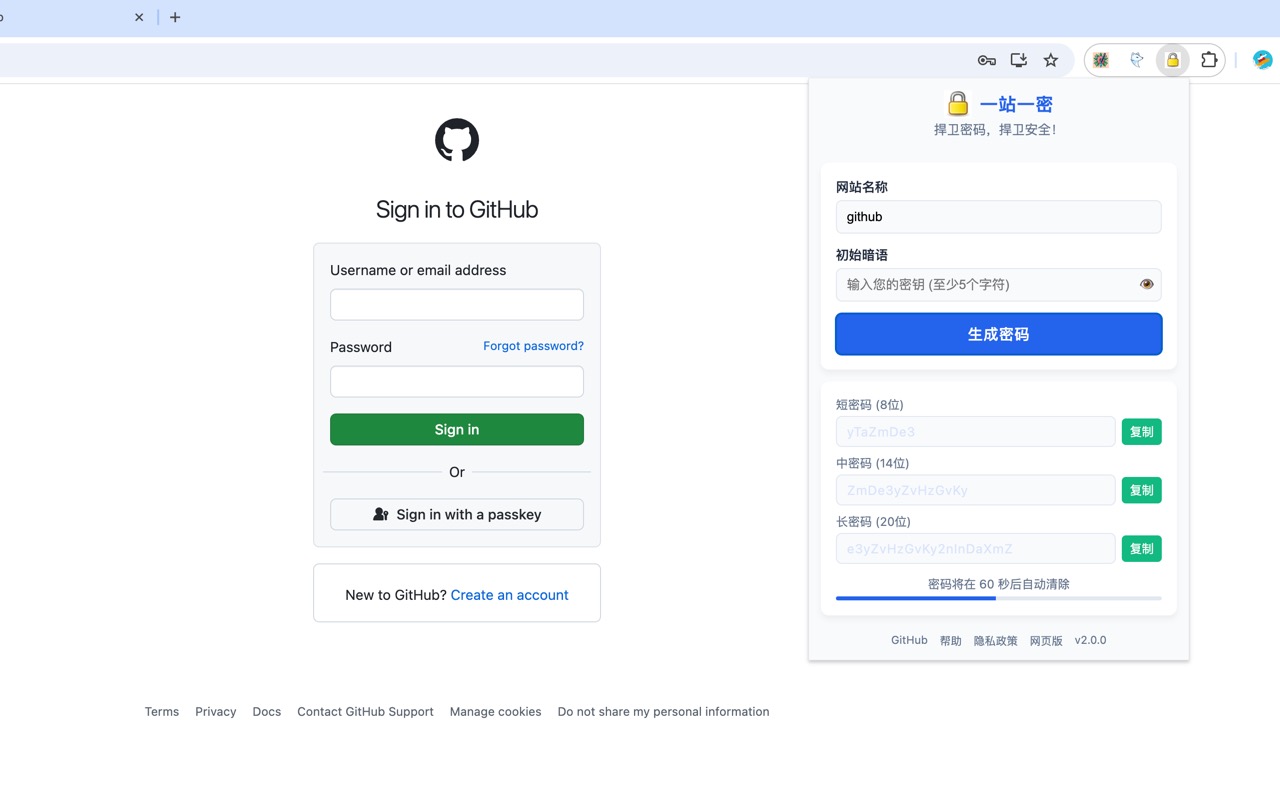 Sign in to GitHub
Username or email address
Password
Forgot password?
Sign in
Or
Sign in with a passkey
New to GitHub? Create an account
Terms Privacy Docs Contact GitHub Support Manage cookies Do not share my personal information
一站一密
捍卫密码，捍卫安全！
网站名称
github
初始暗语
输入您的密钥 (至少5个字符)
生成密码
短密码 (8位)
yTaZmDe3
复制
中密码 (14位)
ZmDe3yZvHzGvKy
复制
长密码 (20位)
复制
密码将在 60 秒后自动清除
GitHub 帮助 隐私政策 网页版 v2.0.0